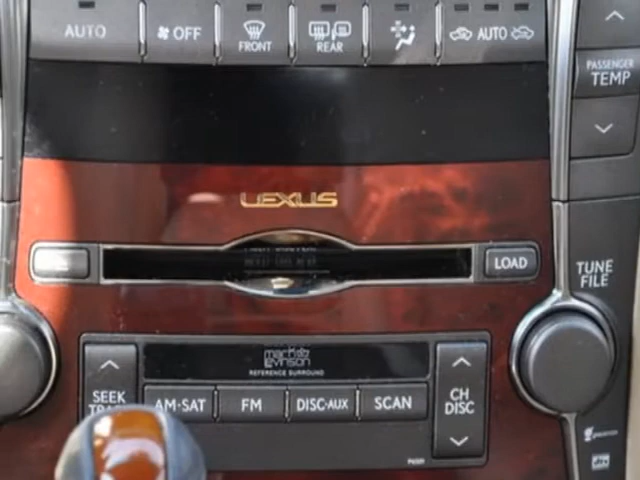 AUTO
OFF
FRONT
REAR
AUTO
PASSENGER
TEMP
LEXUS
LOAD
TUNE
FILE
mark
levinson
REFERENCE SURROUND
SEEK
AM·SAT
FM
DISC·AUX
SCAN
CH
DISC
dts